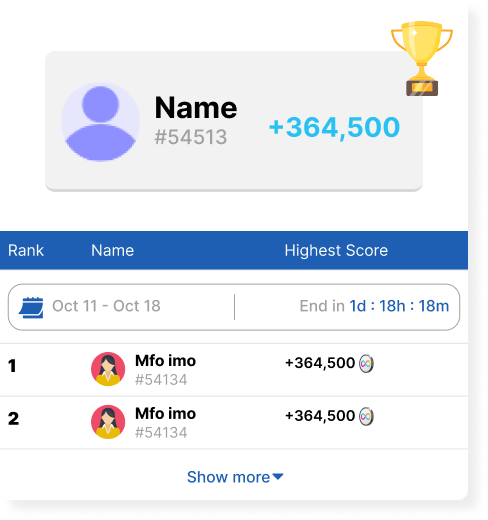 Name
#54513
+364,500
Rank Name Highest Score
Oct 11 - Oct 18 End in 1d : 18h : 18m
1 Mfo imo +364,500
#54134
2 Mfo imo +364,500
#54134
Show more